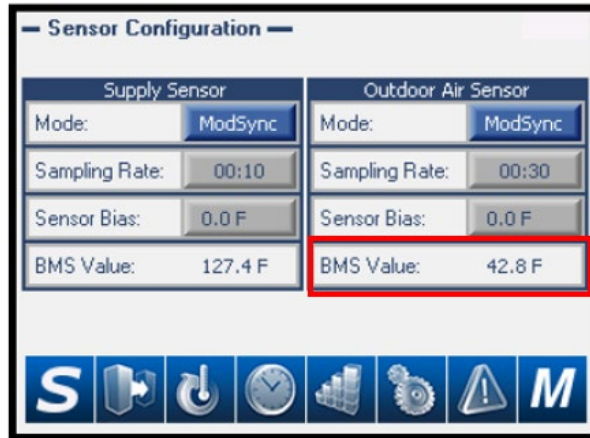 Sensor Configuration
Supply Sensor
Mode: ModSync
Sampling Rate: 00:10
Sensor Bias: 0.0 F
BMS Value: 127.4 F
Outdoor Air Sensor
Mode: ModSync
Sampling Rate: 00:30
Sensor Bias: 0.0 F
BMS Value: 42.8 F
S M